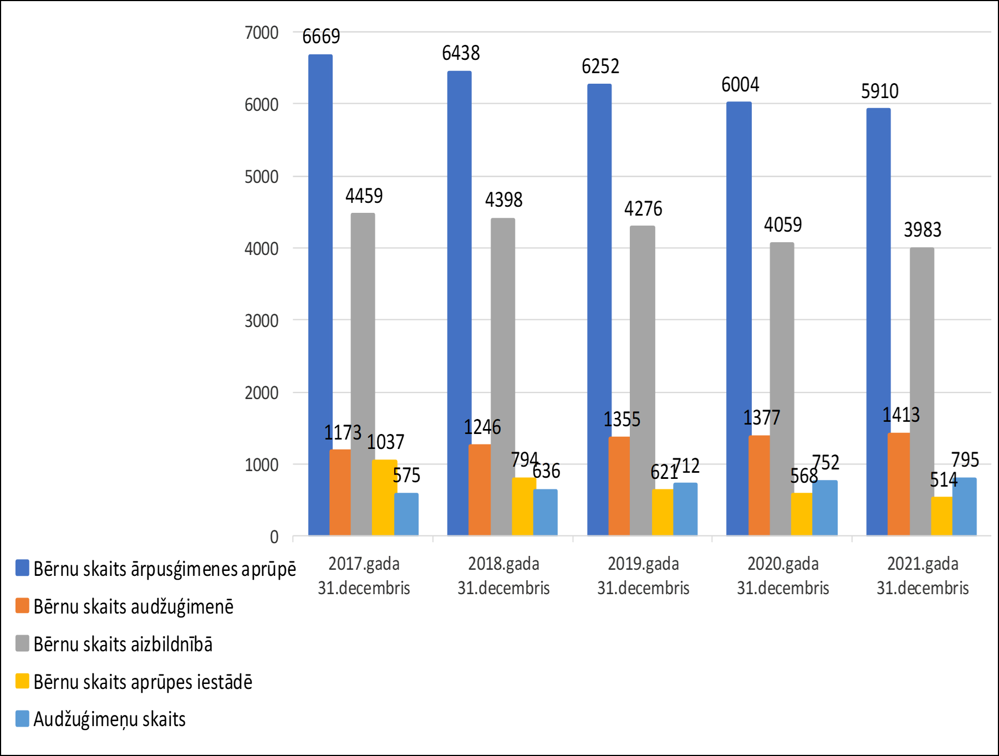 7000
6000
5000
4000
3000
2000
1000
0
6669
1173
4459
1037
575
6438
1246
4398
794
636
6252
1355
4276
621
712
6004
1377
4059
568
752
5910
1413
3983
514
795
2017.gada
31.decembris
2018.gada
31.decembris
2019.gada
31.decembris
2020.gada
31.decembris
2021.gada
31.decembris
Bērnu skaits ārpusģimenes aprūpē
Bērnu skaits audžuģimenē
Bērnu skaits aizbildnībā
Bērnu skaits aprūpes iestādē
Audžuģimeņu skaits